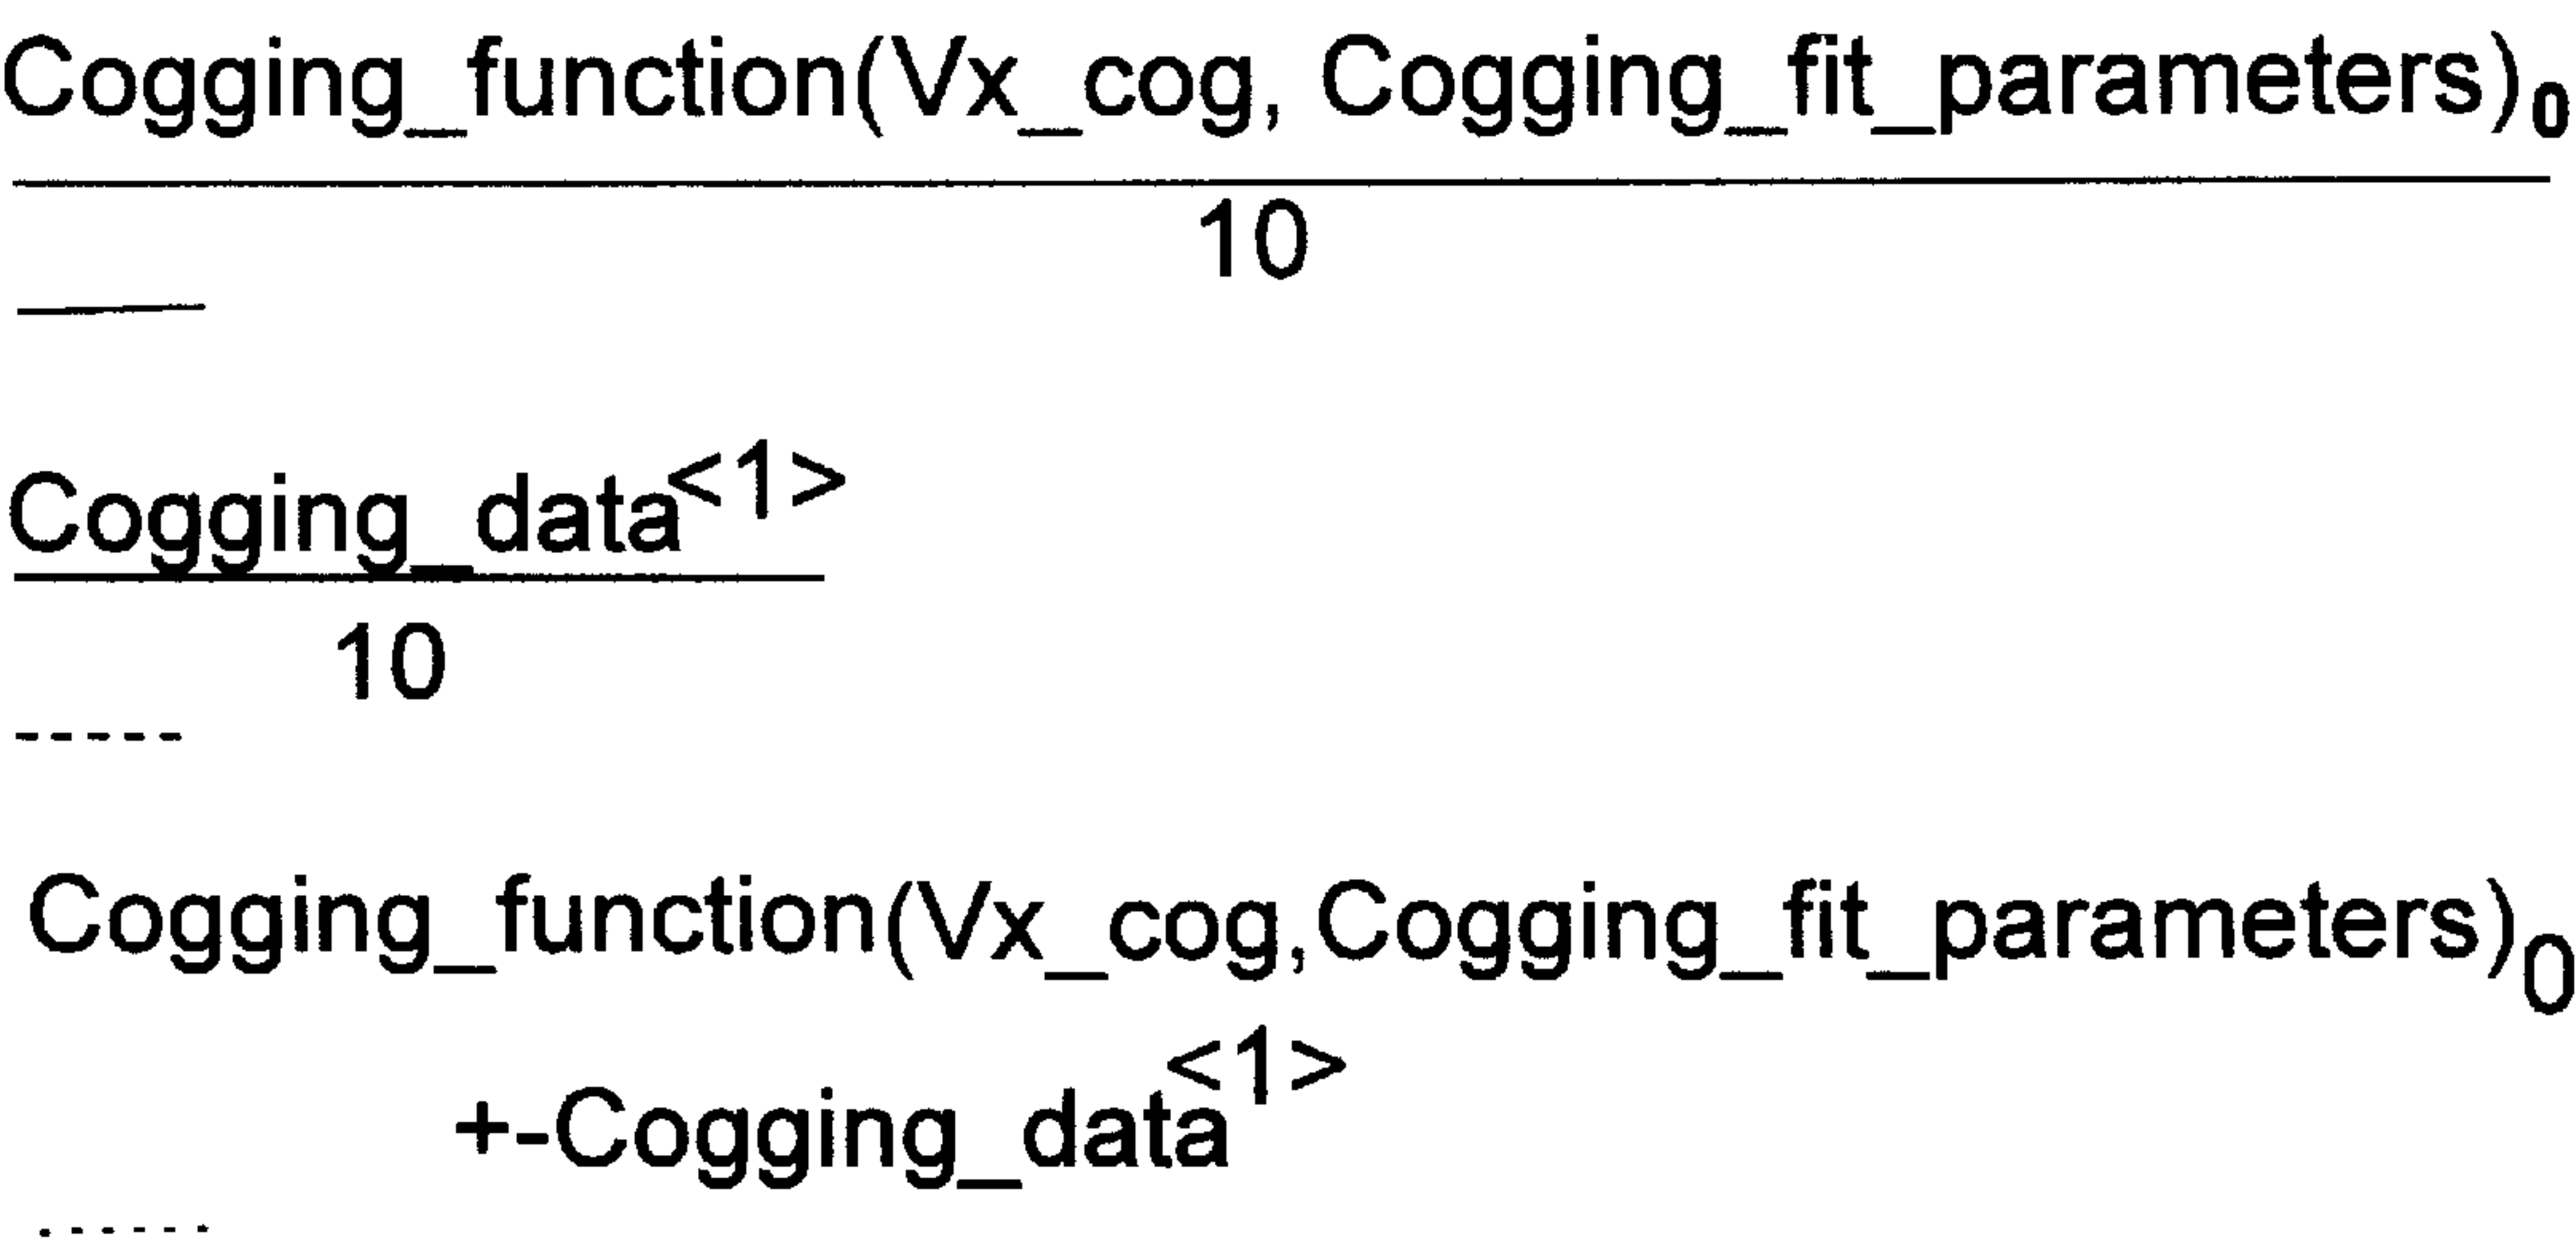 Cogging_function(Vx_cog, Cogging_fit_parameters)0
10
Cogging_data<1>
10
Cogging_function(Vx_cog,Cogging_fit_parameters)0
+-Cogging_data<1>